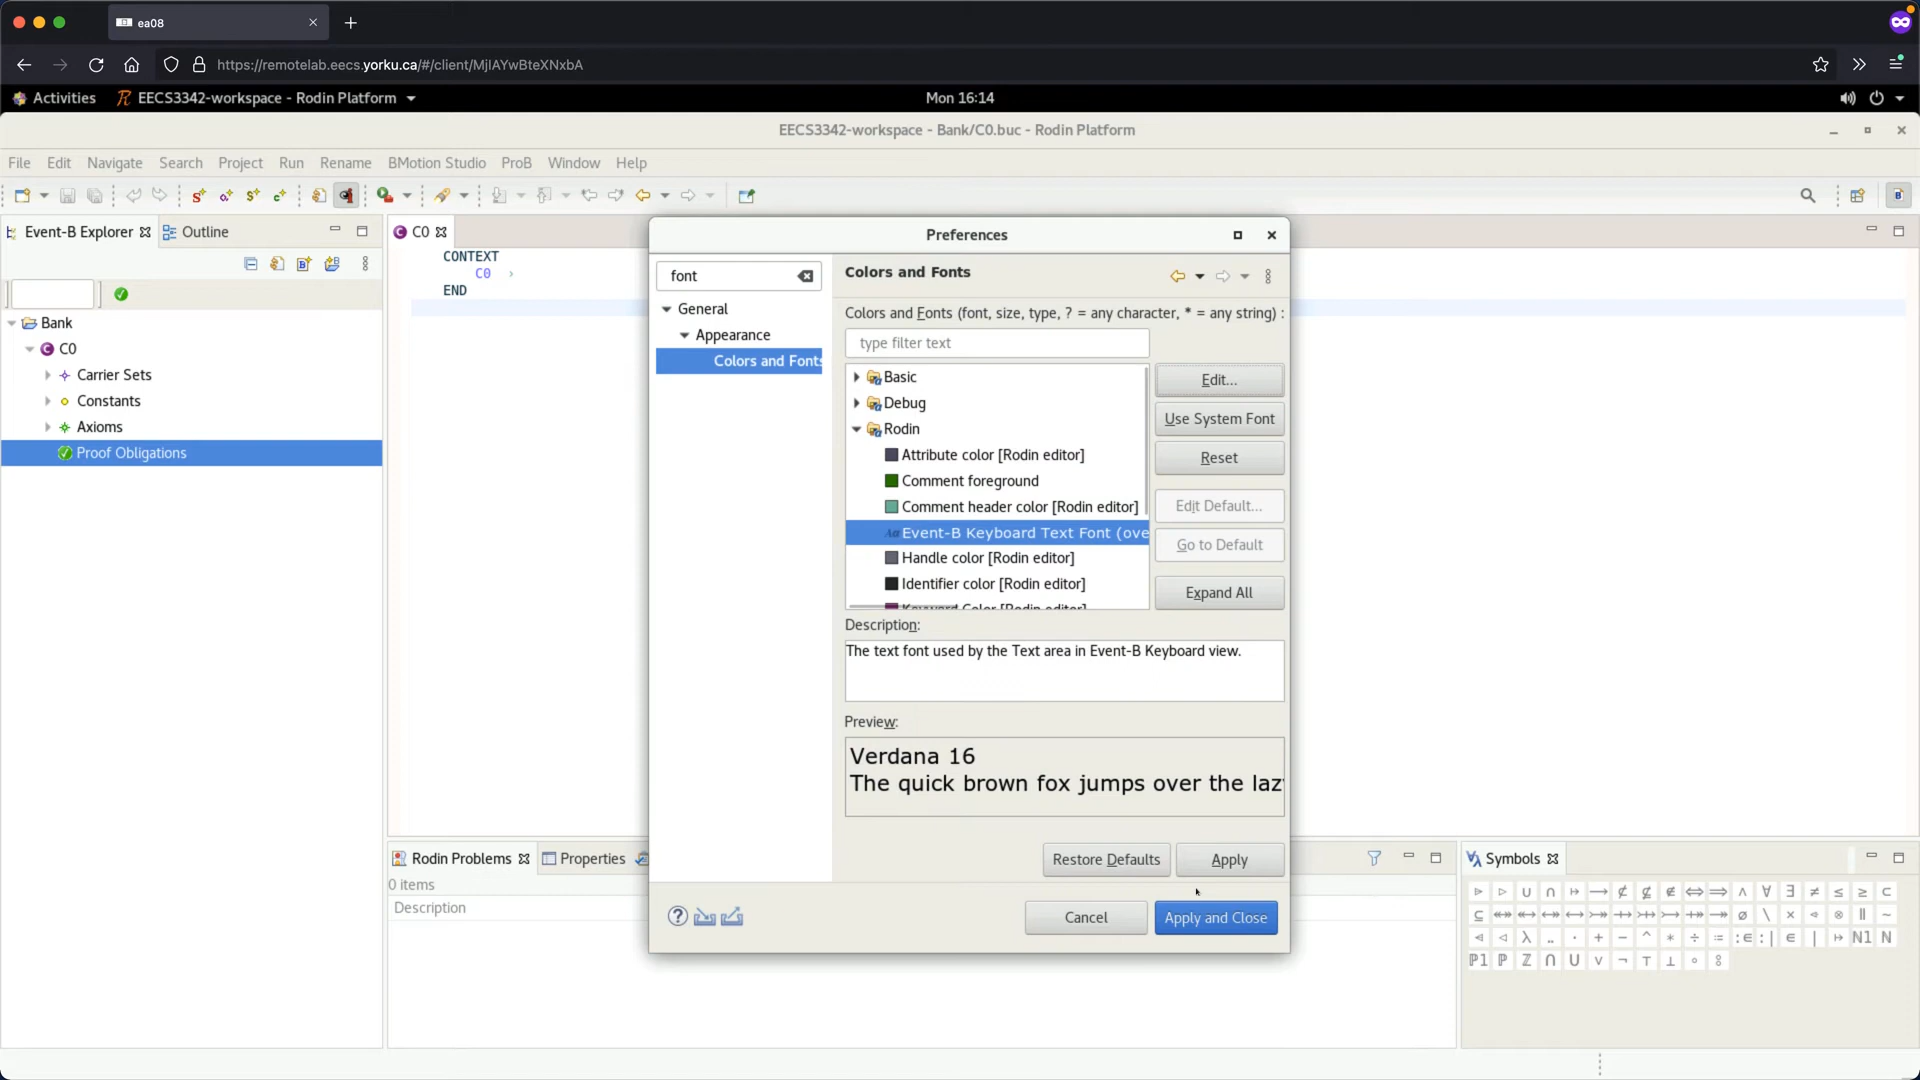 ea08
https://remotelab.eecs.yorku.ca/#/client/MjIAYwBteXNxbA
Activities
EECS3342-workspace - Rodin Platform
Mon 16:14
EECS3342-workspace - Bank/C0.buc - Rodin Platform
File Edit Navigate Search Project Run Rename BMotion Studio ProB Window Help
Event-B Explorer
Outline
Bank
C0
Carrier Sets
Constants
Axioms
Proof Obligations
C0
CONTEXT
C0 ›
END
Preferences
font
General
Appearance
Colors and Fonts
Colors and Fonts
Colors and Fonts (font, size, type, ? = any character, * = any string) :
type filter text
Basic
Debug
Rodin
Attribute color [Rodin editor]
Comment foreground
Comment header color [Rodin editor]
Aa Event-B Keyboard Text Font (ove
Handle color [Rodin editor]
Identifier color [Rodin editor]
Keyword Color [Rodin editor]
Edit...
Use System Font
Reset
Edit Default...
Go to Default
Expand All
Description:
The text font used by the Text area in Event-B Keyboard view.
Preview:
Verdana 16
The quick brown fox jumps over the laz
Restore Defaults
Apply
Cancel
Apply and Close
Rodin Problems
Properties
0 items
Description
Symbols